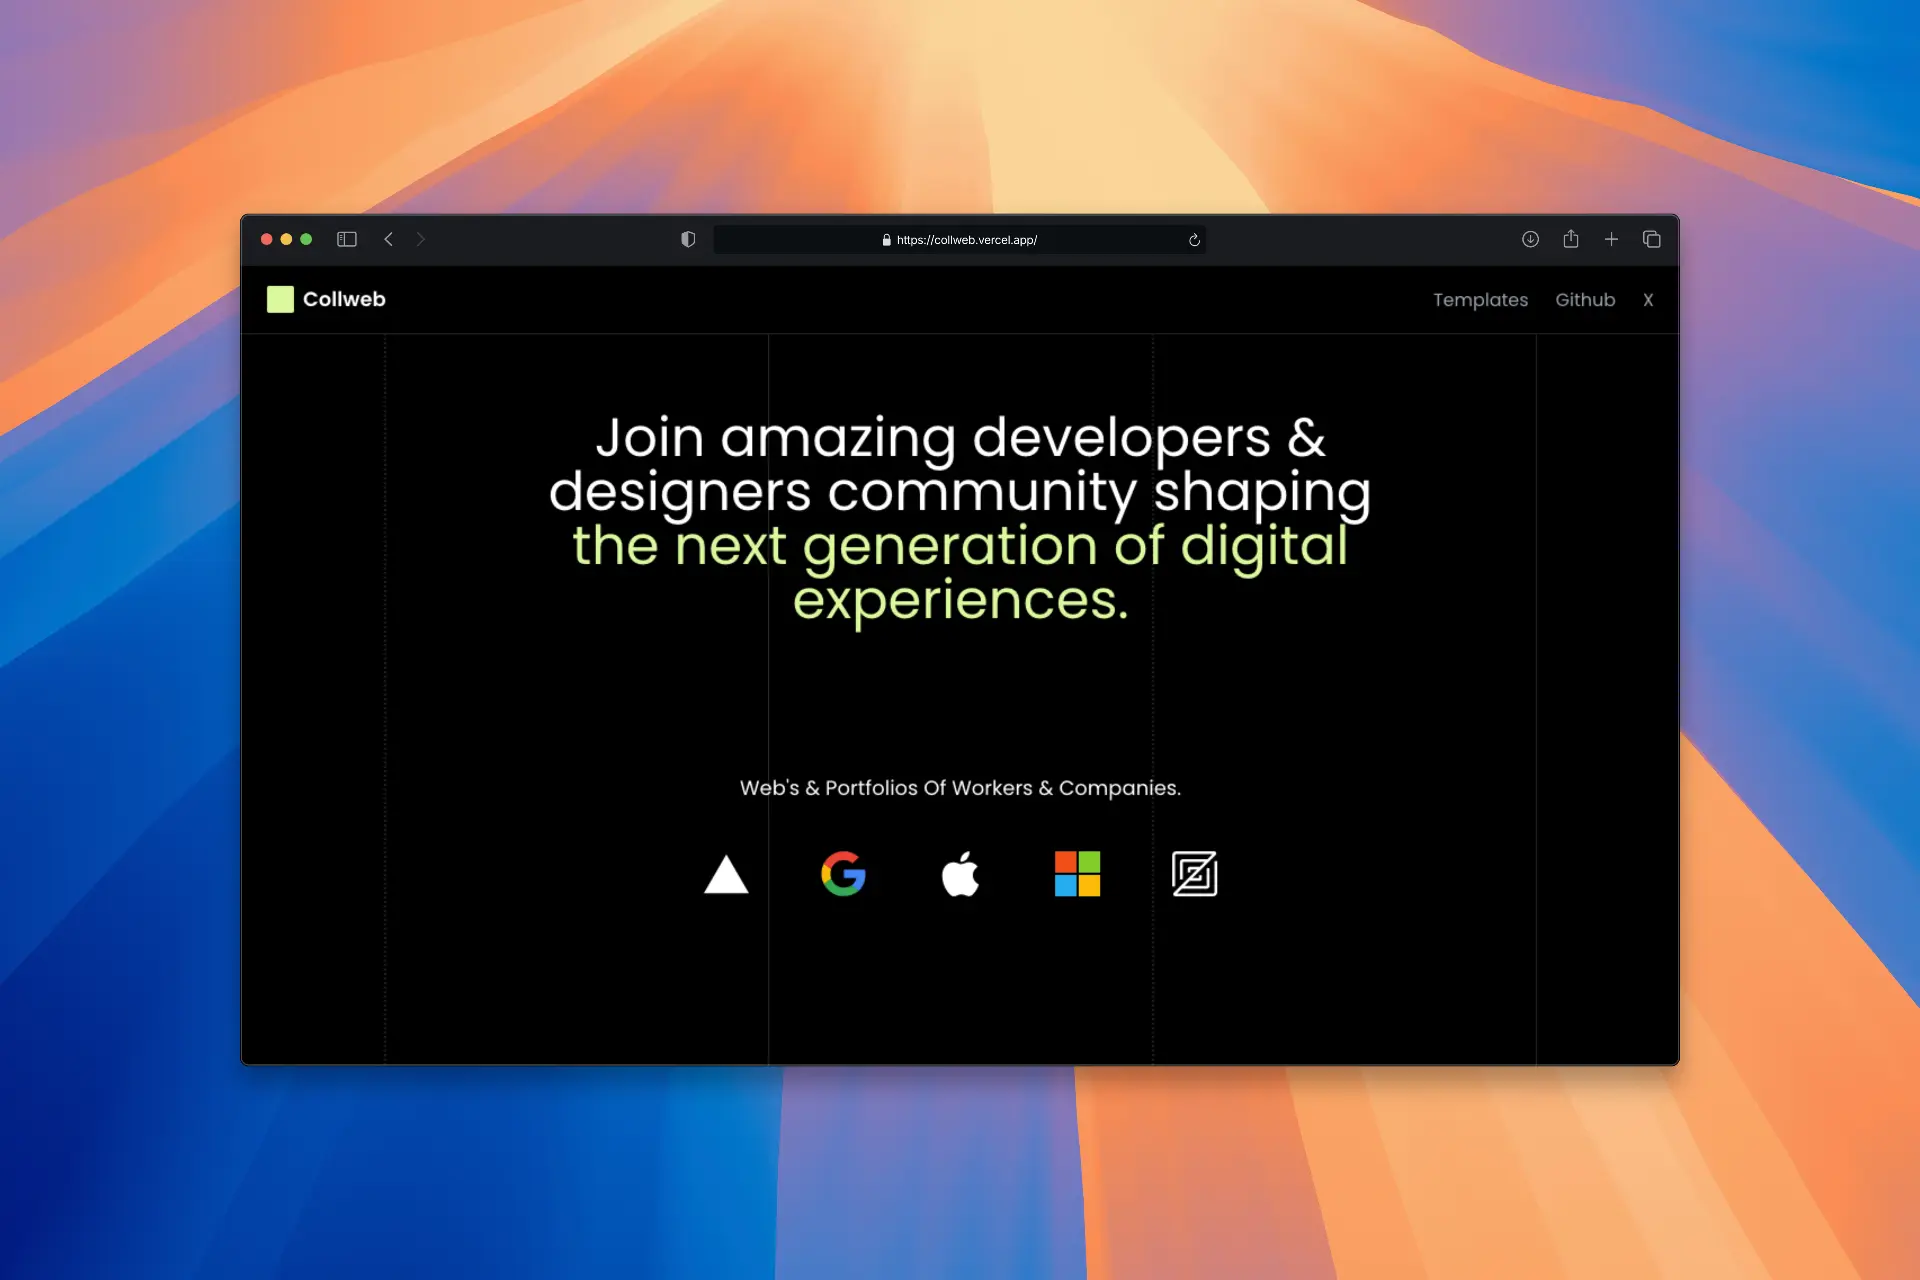 https://collweb.vercel.app/
Collweb
Templates
Github
X
Join amazing developers &
designers community shaping
the next generation of digital
experiences.
Web's & Portfolios Of Workers & Companies.